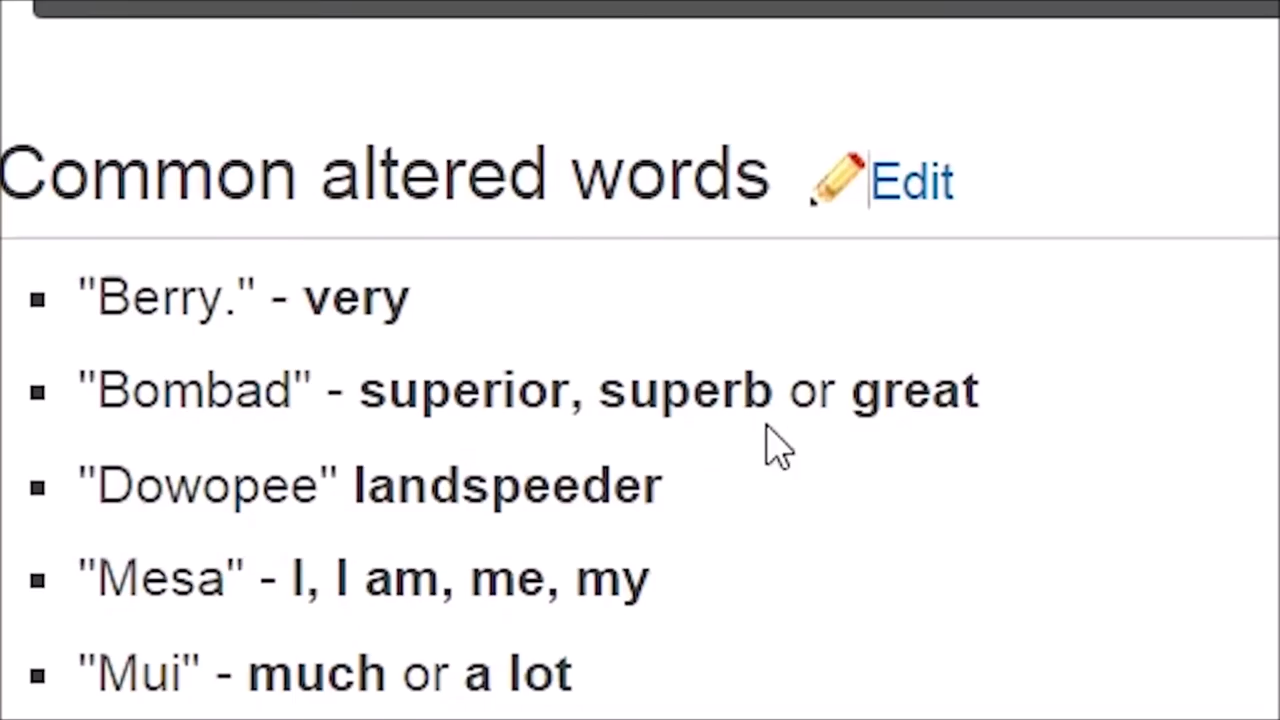 Common altered words Edit
"Berry." - very
"Bombad" - superior, superb or great
"Dowopee" landspeeder
"Mesa" - I, I am, me, my
"Mui" - much or a lot